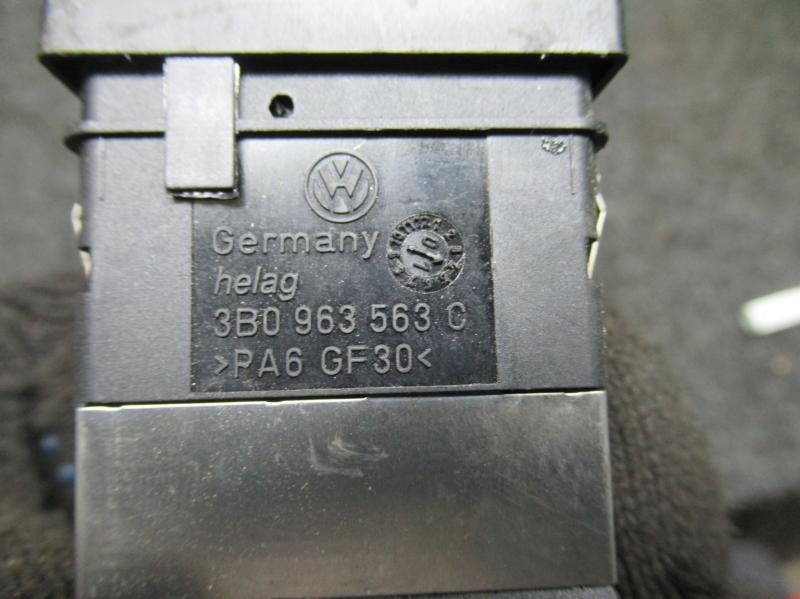 Germany
helag
3B0 963 563 C
>PA6 GF30<